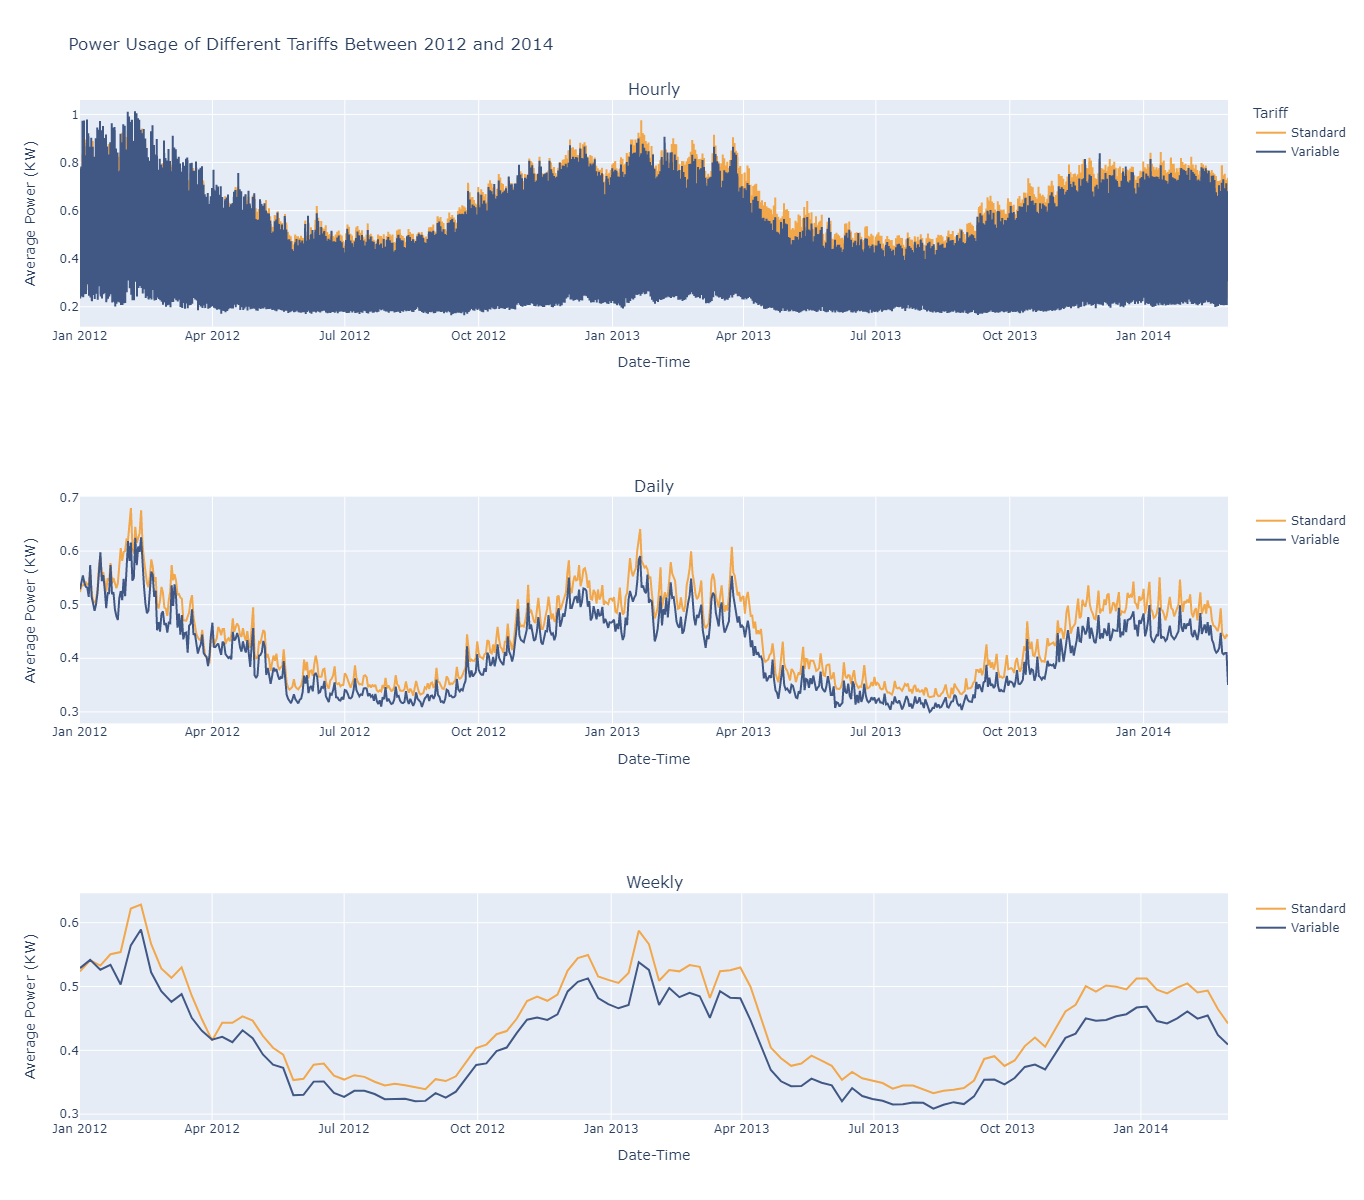 Power Usage of Different Tariffs Between 2012 and 2014
Hourly
Tariff
Standard
Variable
Average Power (KW)
1
0.8
0.6
0.4
0.2
Jan 2012 Apr 2012 Jul 2012 Oct 2012 Jan 2013 Apr 2013 Jul 2013 Oct 2013 Jan 2014
Date-Time
Daily
Standard
Variable
Average Power (KW)
0.7
0.6
0.5
0.4
0.3
Jan 2012 Apr 2012 Jul 2012 Oct 2012 Jan 2013 Apr 2013 Jul 2013 Oct 2013 Jan 2014
Date-Time
Weekly
Standard
Variable
Average Power (KW)
0.6
0.5
0.4
0.3
Jan 2012 Apr 2012 Jul 2012 Oct 2012 Jan 2013 Apr 2013 Jul 2013 Oct 2013 Jan 2014
Date-Time